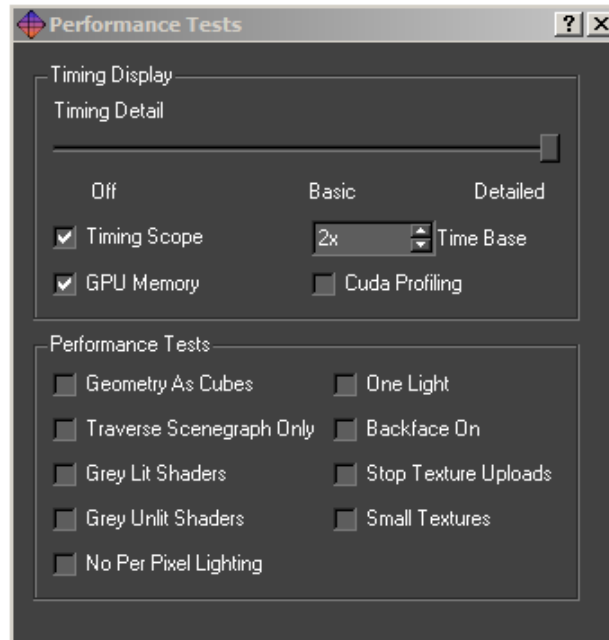 Performance Tests
Timing Display
Timing Detail
Off Basic Detailed
Timing Scope 2x Time Base
GPU Memory Cuda Profiling
Performance Tests
Geometry As Cubes One Light
Traverse Scenegraph Only Backface On
Grey Lit Shaders Stop Texture Uploads
Grey Unlit Shaders Small Textures
No Per Pixel Lighting